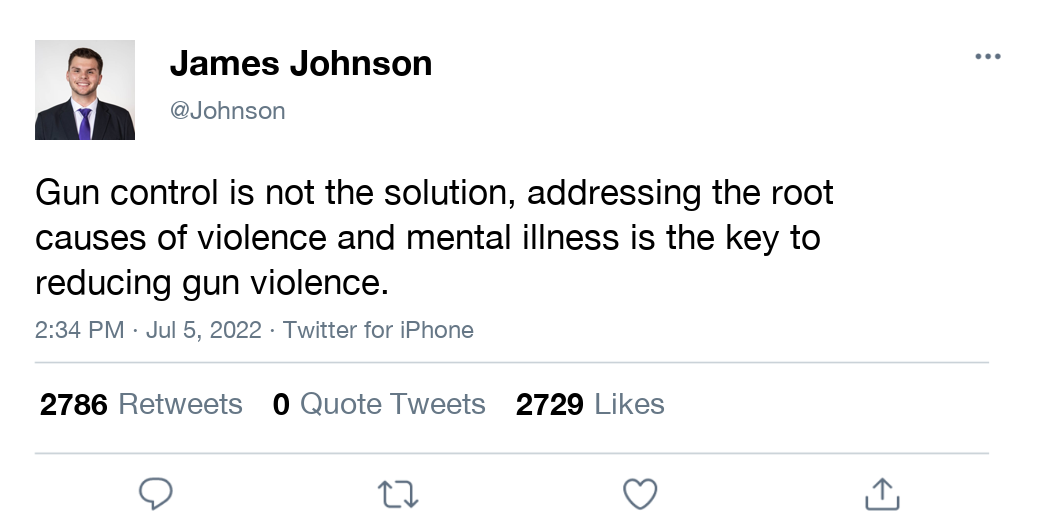 James Johnson
@Johnson
Gun control is not the solution, addressing the root
causes of violence and mental illness is the key to
reducing gun violence.
2:34 PM · Jul 5, 2022 · Twitter for iPhone
2786 Retweets 0 Quote Tweets 2729 Likes